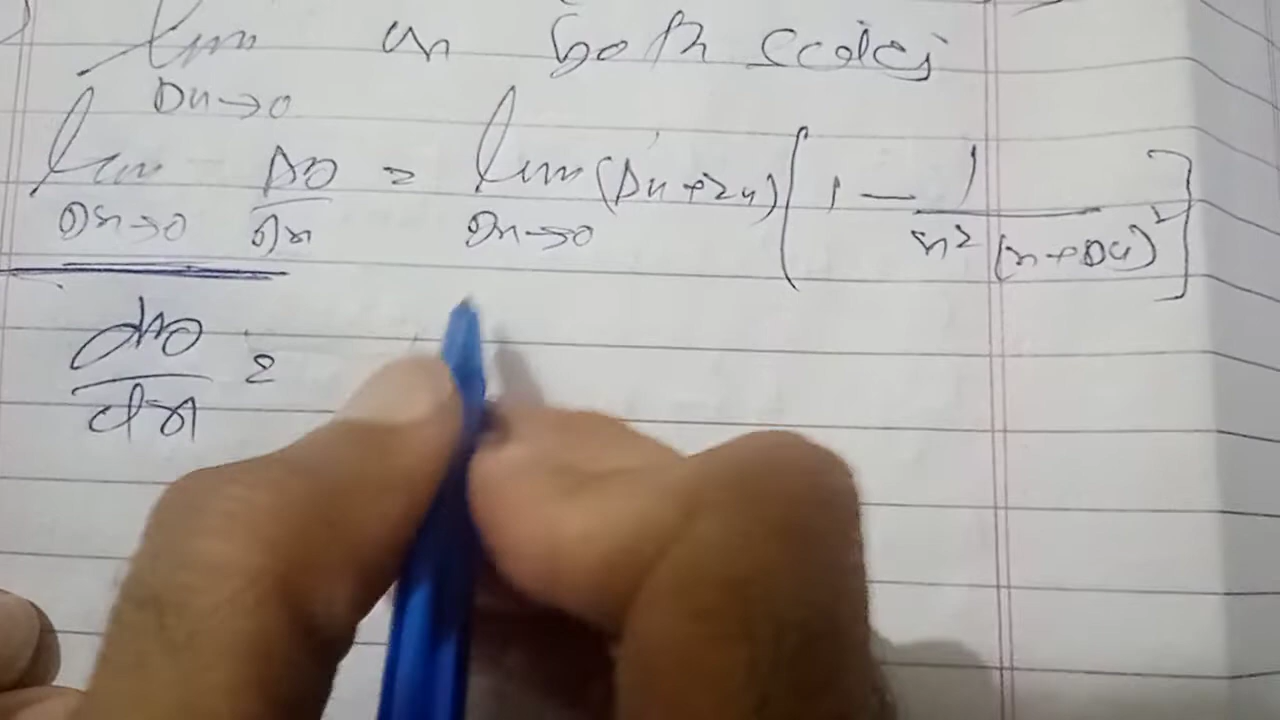 lim on both sides
Δx→0
lim Δy/Δx = lim (Δx+2x) [1 − 1/x²(x+Δx)²]
Δx→0 Δx→0
dy/dx =